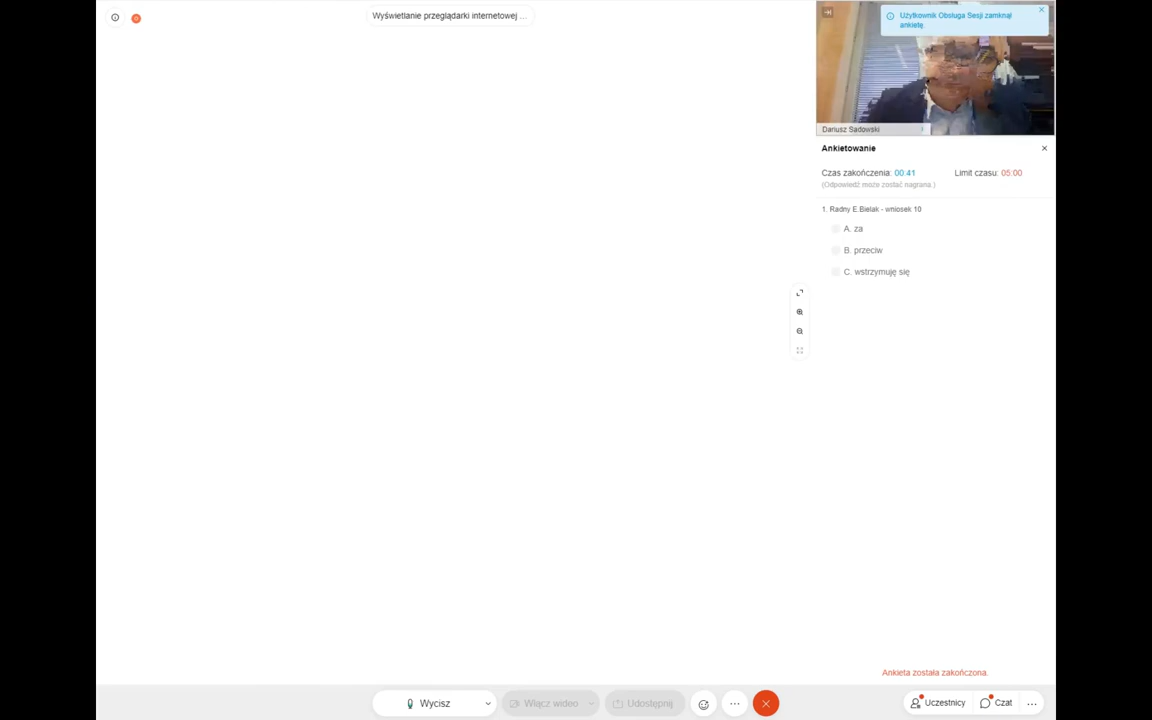 Wyświetlanie przeglądarki internetowej ...
Użytkownik Obsługa Sesji zamknął
ankietę.
Dariusz Sadowski
Ankietowanie
Czas zakończenia: 00:41 Limit czasu: 05:00
(Odpowiedź może zostać nagrana )
1. Radny E.Bielak - wniosek 10
A. za
B. przeciw
C. wstrzymuję się
Ankieta została zakończona.
Wycisz
Włącz wideo
Udostępnij
Uczestnicy
Czat